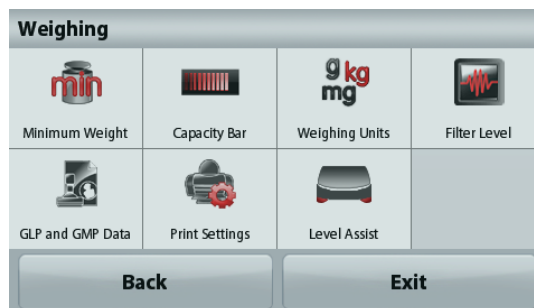 Weighing
min
g kg
mg
Minimum Weight
Capacity Bar
Weighing Units
Filter Level
GLP and GMP Data
Print Settings
Level Assist
Back
Exit